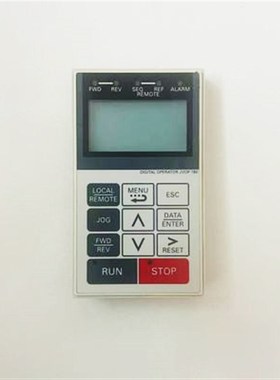 FWD REV SEQ REF ALARM
REMOTE
DIGITAL OPERATOR
LOCAL MENU ESC
REMOTE
JOG DATA
ENTER
FWD >
REV RESET
RUN STOP